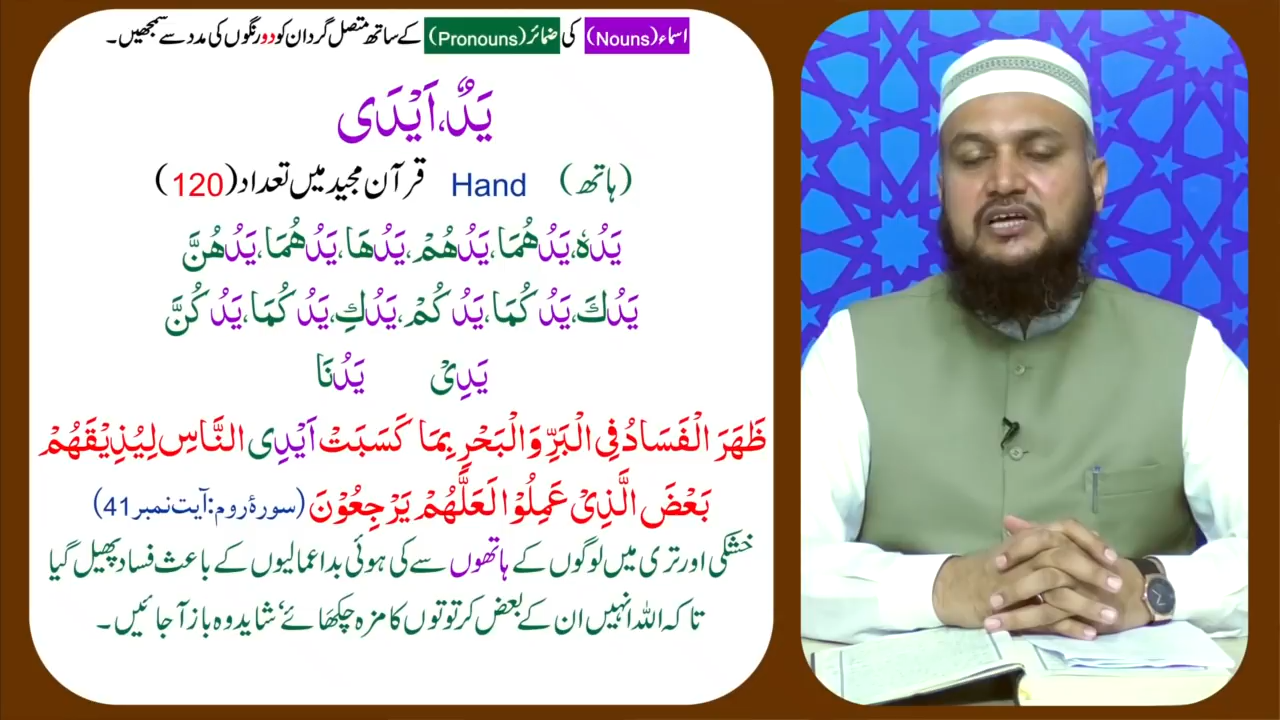 اسماء (Nouns) کی ضمائر (Pronouns) کے ساتھ متصل گردان کو دو رنگوں کی مدد سے سمجھیں۔
یَدٌ، اَیْدَی
(ہاتھ) Hand قرآن مجید میں تعداد (120)
یَدُہٗ، یَدُھُمَا، یَدُھُمْ، یَدُھَا، یَدُھُمَا، یَدُھُنَّ
یَدُكَ، یَدُکُمَا، یَدُکُمْ، یَدُكِ، یَدُکُمَا، یَدُکُنَّ
یَدِیْ یَدُنَا
ظَهَرَ الْفَسَادُ فِی الْبَرِّ وَالْبَحْرِ بِمَا کَسَبَتْ اَیْدِی النَّاسِ لِیُذِیْقَهُمْ
بَعْضَ الَّذِیْ عَمِلُوْا لَعَلَّهُمْ یَرْجِعُوْنَ (سورۂ روم: آیت نمبر 41)
خشکی اور تری میں لوگوں کے ہاتھوں سے کی ہوئی بداعمالیوں کے باعث فساد پھیل گیا
تاکہ اللہ انہیں ان کے بعض کرتوتوں کا مزہ چکھائے، شاید وہ باز آ جائیں۔